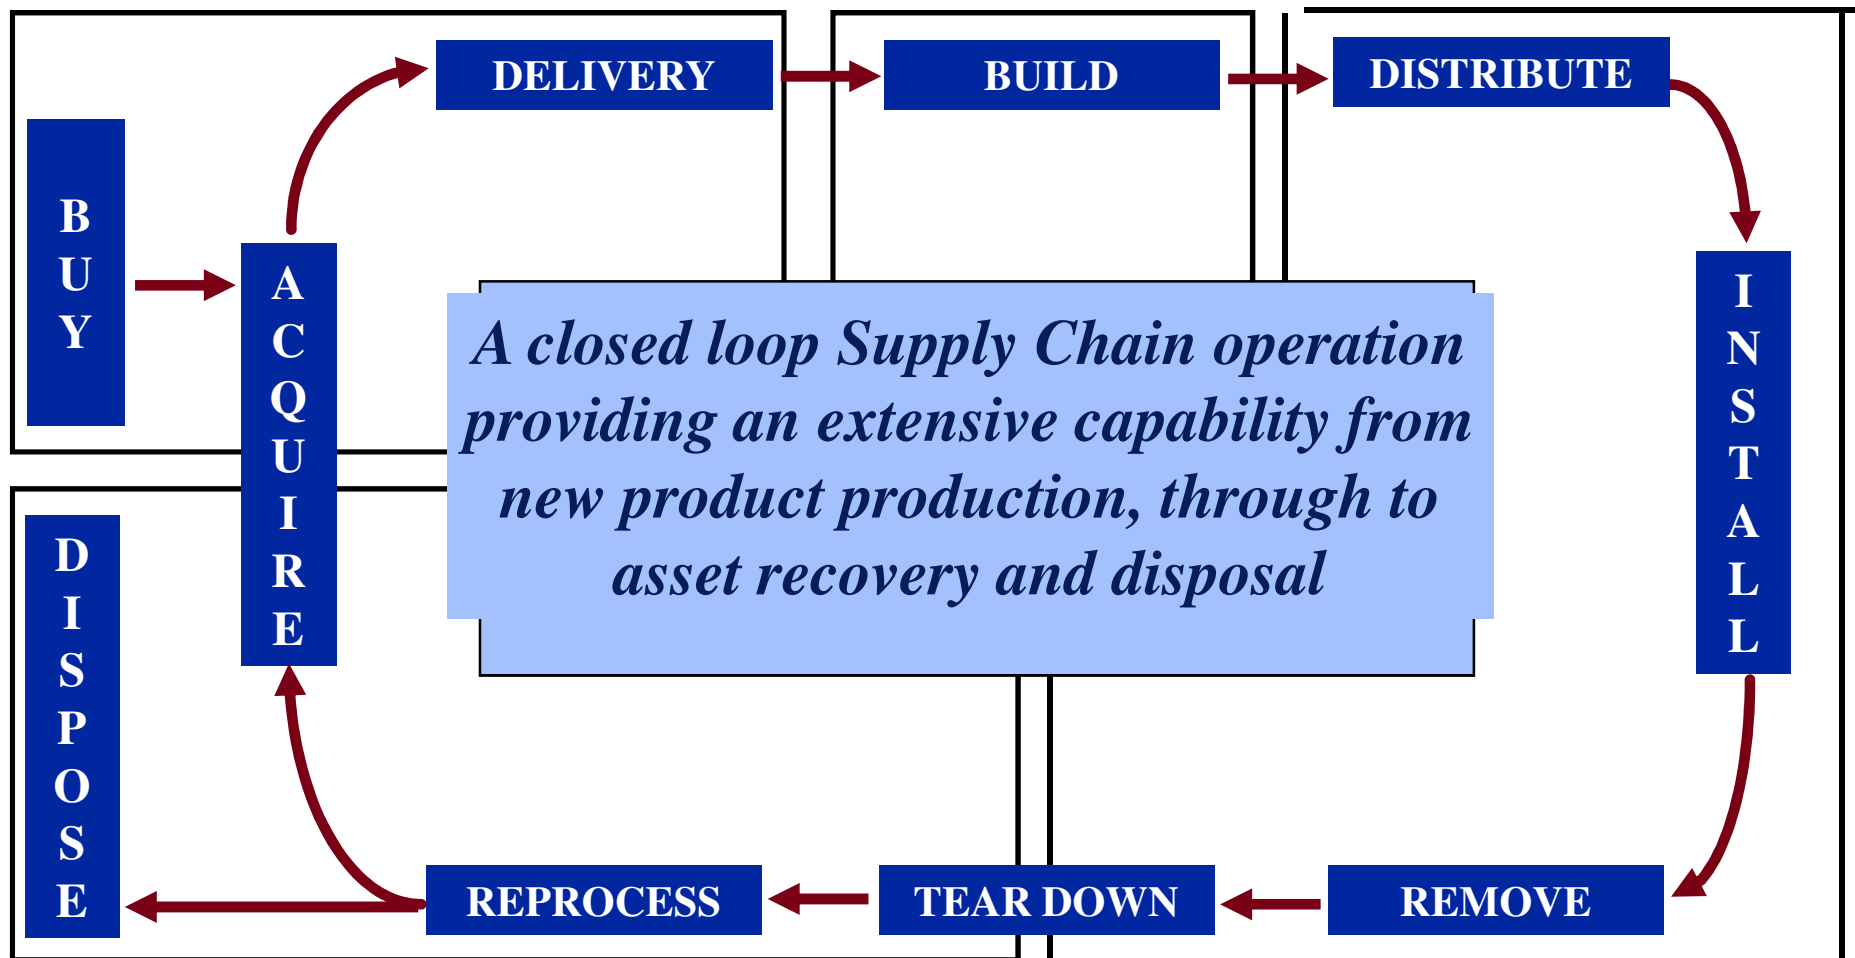 DELIVERY
BUILD
DISTRIBUTE
BUY
ACQUIRE
INSTALL
A closed loop Supply Chain operation
providing an extensive capability from
new product production, through to
asset recovery and disposal
DISPOSE
REPROCESS
TEAR DOWN
REMOVE